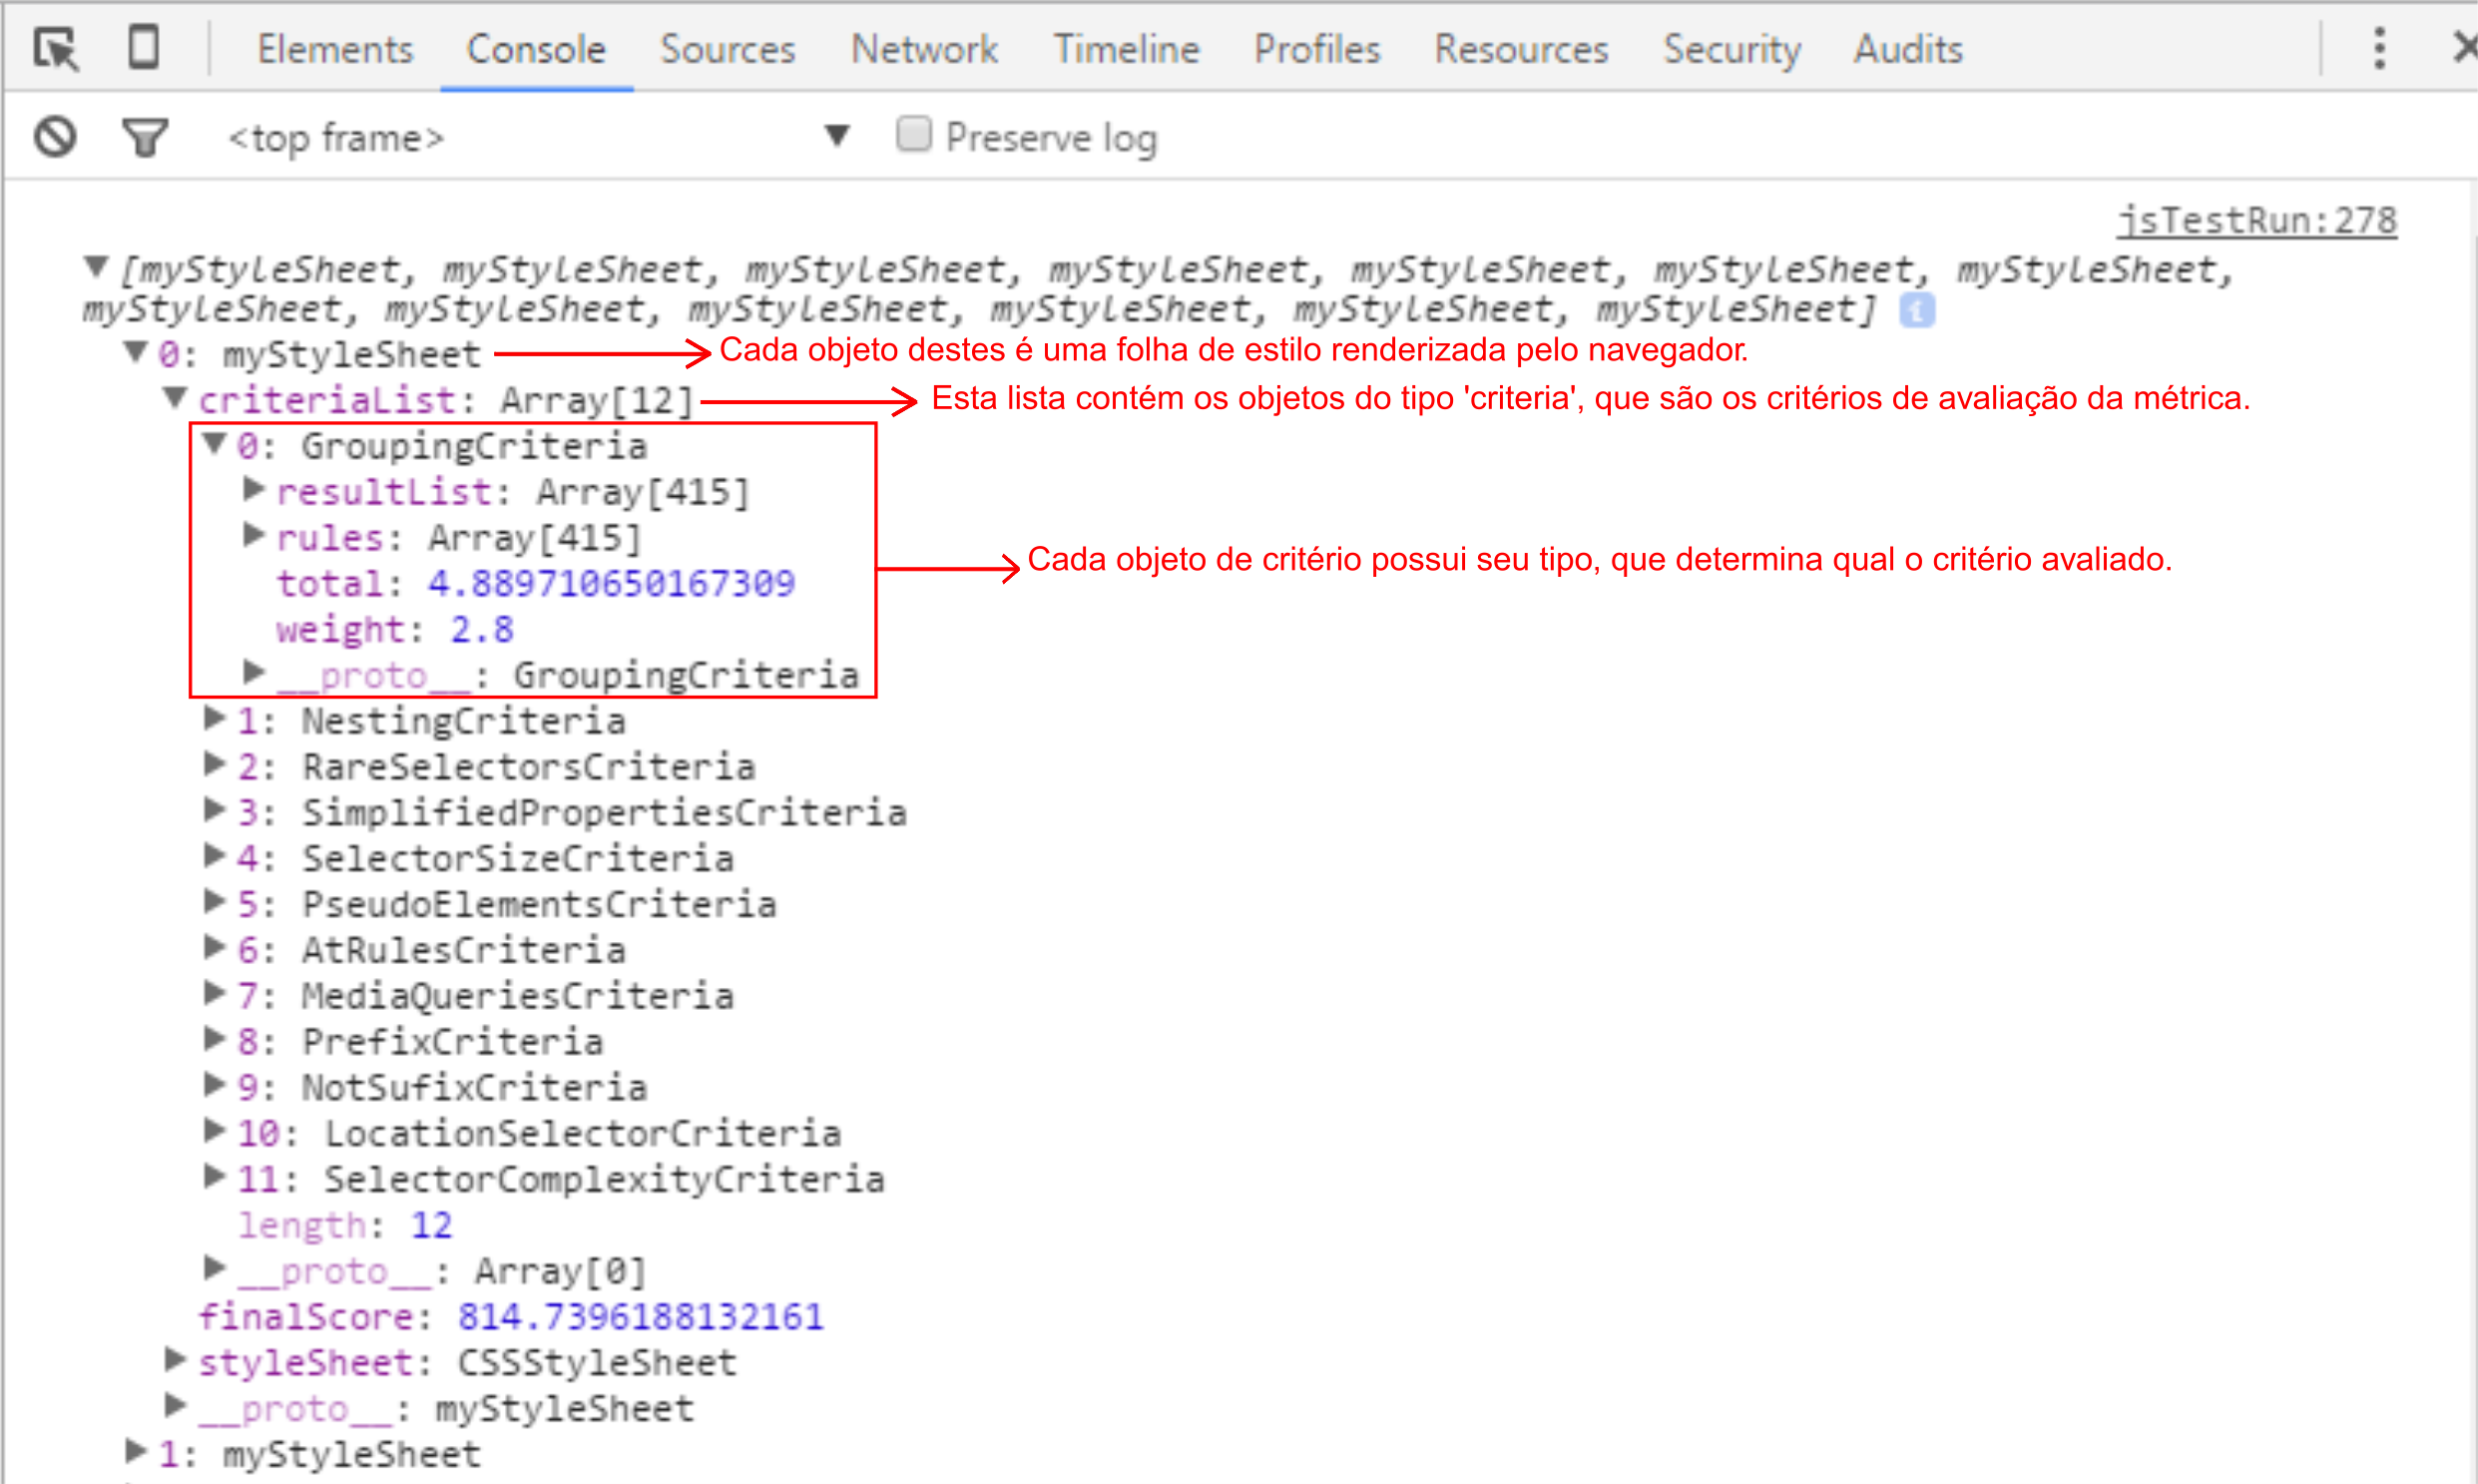 Elements Console Sources Network Timeline Profiles Resources Security Audits
<top frame> Preserve log
jsTestRun:278
[myStyleSheet, myStyleSheet, myStyleSheet, myStyleSheet, myStyleSheet, myStyleSheet, myStyleSheet,
myStyleSheet, myStyleSheet, myStyleSheet, myStyleSheet, myStyleSheet, myStyleSheet]
0: myStyleSheet Cada objeto destes é uma folha de estilo renderizada pelo navegador.
criteriaList: Array[12] Esta lista contém os objetos do tipo 'criteria', que são os critérios de avaliação da métrica.
0: GroupingCriteria
resultList: Array[415]
rules: Array[415]
Cada objeto de critério possui seu tipo, que determina qual o critério avaliado.
total: 4.889710650167309
weight: 2.8
__proto__: GroupingCriteria
1: NestingCriteria
2: RareSelectorsCriteria
3: SimplifiedPropertiesCriteria
4: SelectorSizeCriteria
5: PseudoElementsCriteria
6: AtRulesCriteria
7: MediaQueriesCriteria
8: PrefixCriteria
9: NotSufixCriteria
10: LocationSelectorCriteria
11: SelectorComplexityCriteria
length: 12
__proto__: Array[0]
finalScore: 814.7396188132161
styleSheet: CSSStyleSheet
__proto__: myStyleSheet
1: myStyleSheet